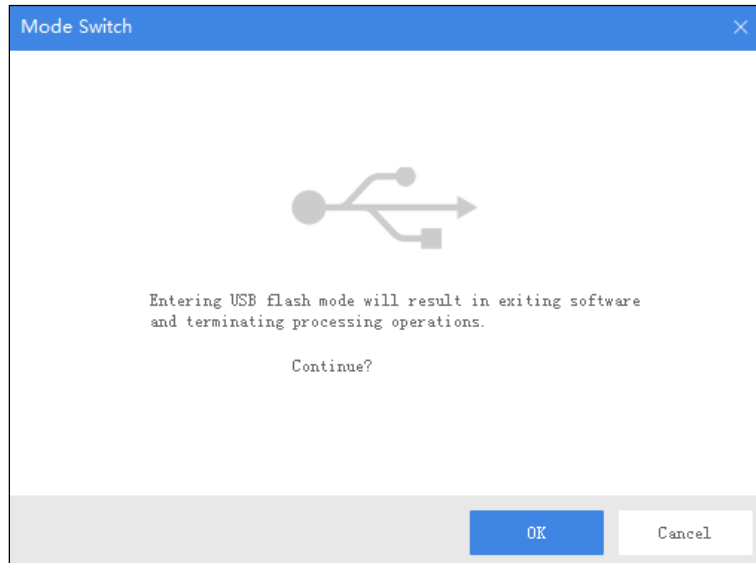 Mode Switch
Entering USB flash mode will result in exiting software
and terminating processing operations.
Continue?
OK
Cancel